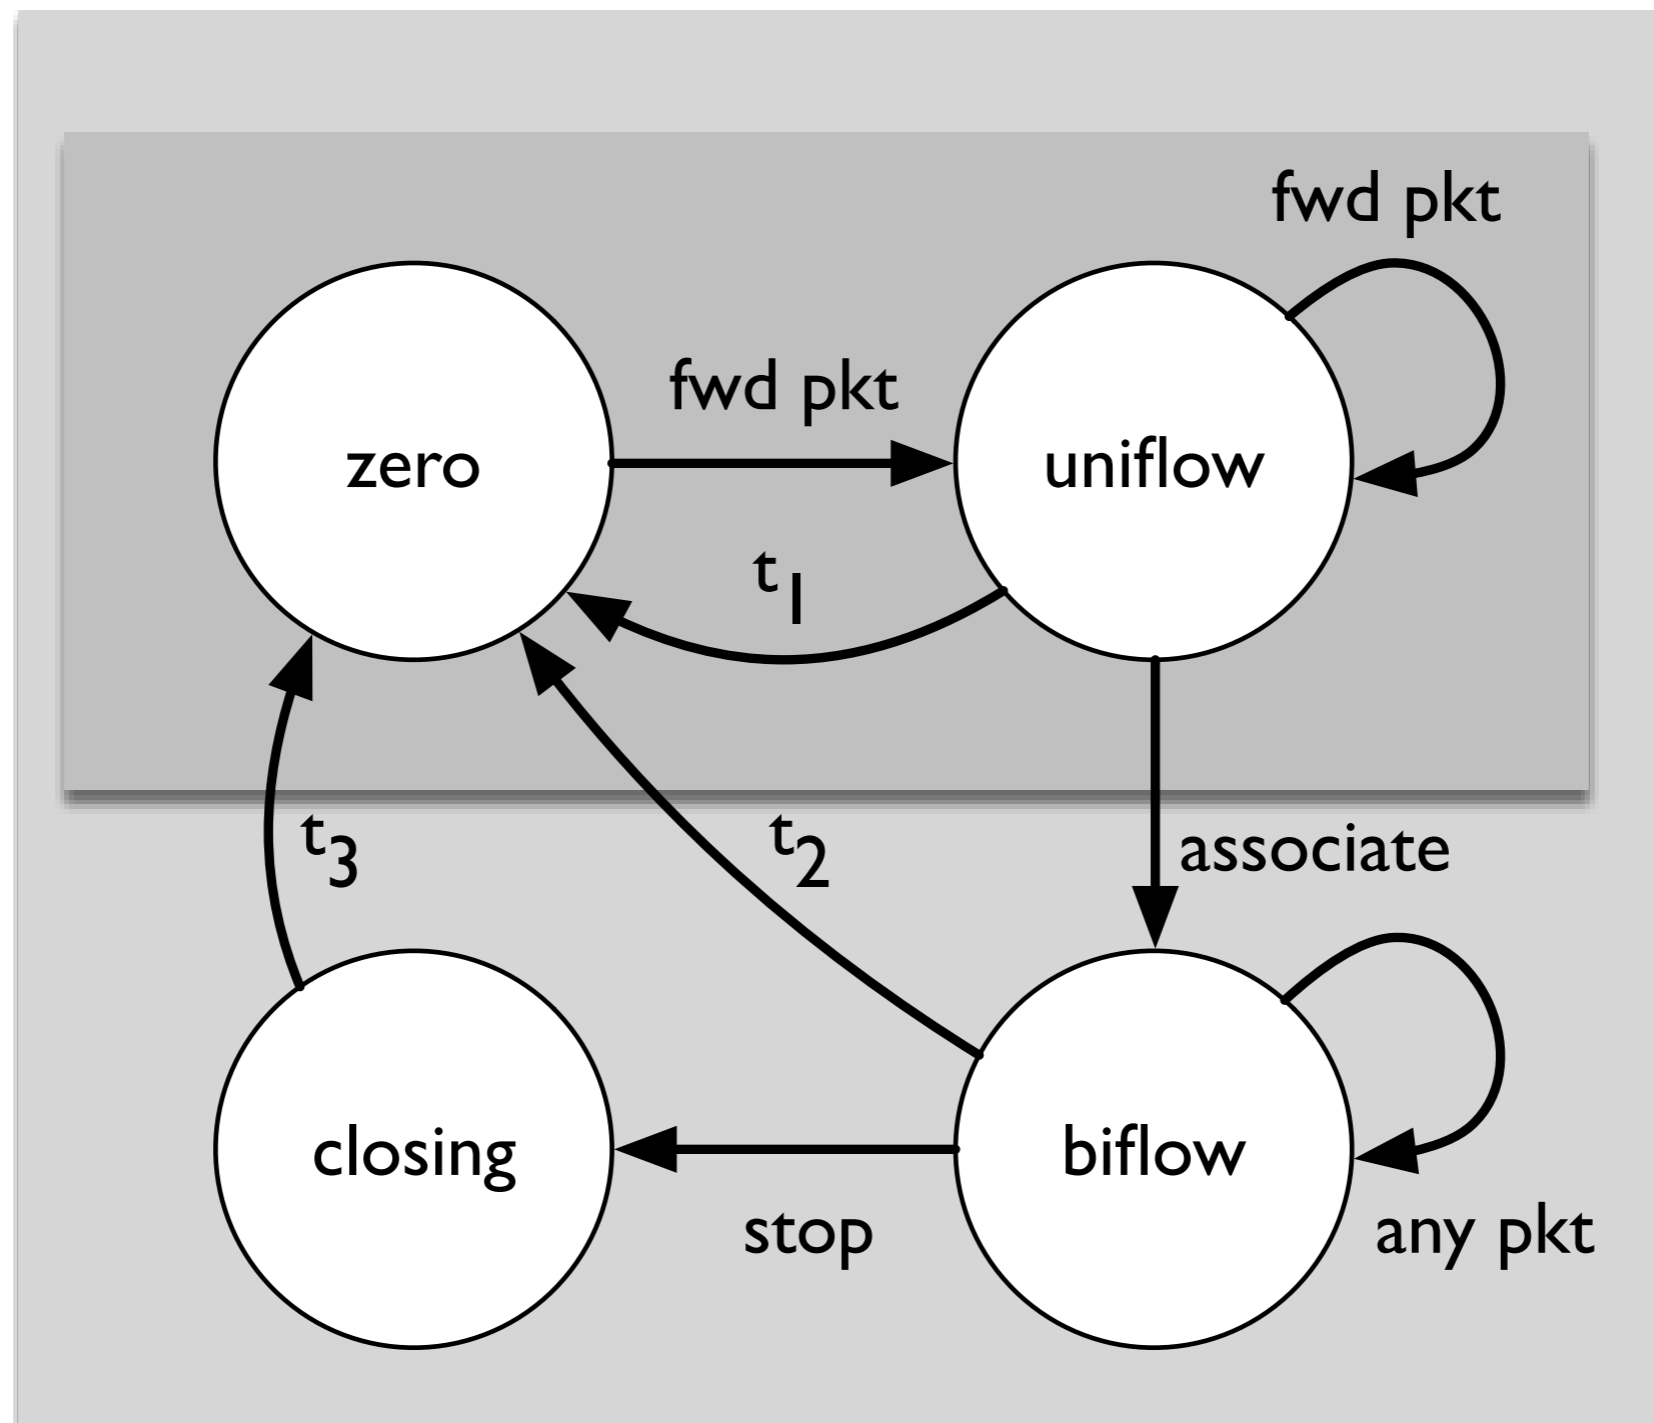 fwd pkt
fwd pkt
zero
uniflow
t1
t3
t2
associate
closing
biflow
stop
any pkt